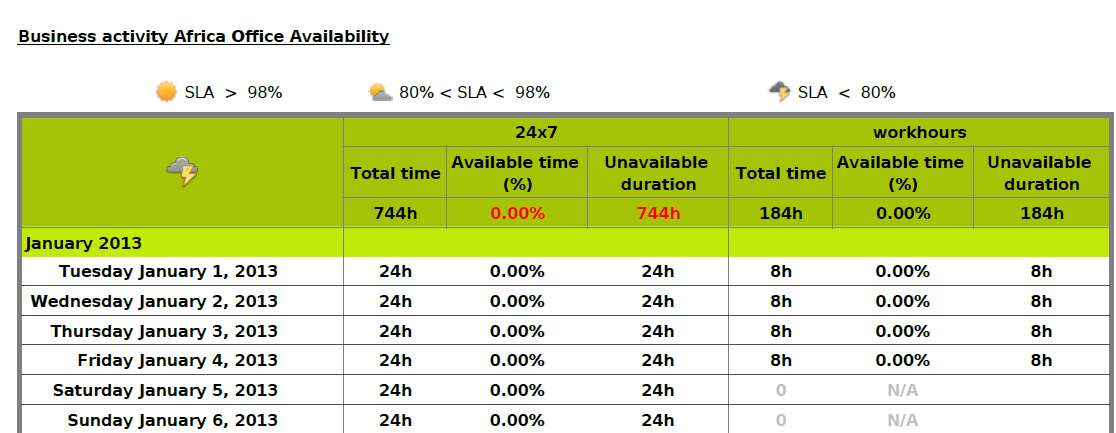 Business activity Africa Office Availability
SLA > 98% 80% < SLA < 98% SLA < 80%
24x7 workhours
Total time Available time (%) Unavailable duration Total time Available time (%) Unavailable duration
744h 0.00% 744h 184h 0.00% 184h
January 2013
Tuesday January 1, 2013 24h 0.00% 24h 8h 0.00% 8h
Wednesday January 2, 2013 24h 0.00% 24h 8h 0.00% 8h
Thursday January 3, 2013 24h 0.00% 24h 8h 0.00% 8h
Friday January 4, 2013 24h 0.00% 24h 8h 0.00% 8h
Saturday January 5, 2013 24h 0.00% 24h 0 N/A
Sunday January 6, 2013 24h 0.00% 24h 0 N/A